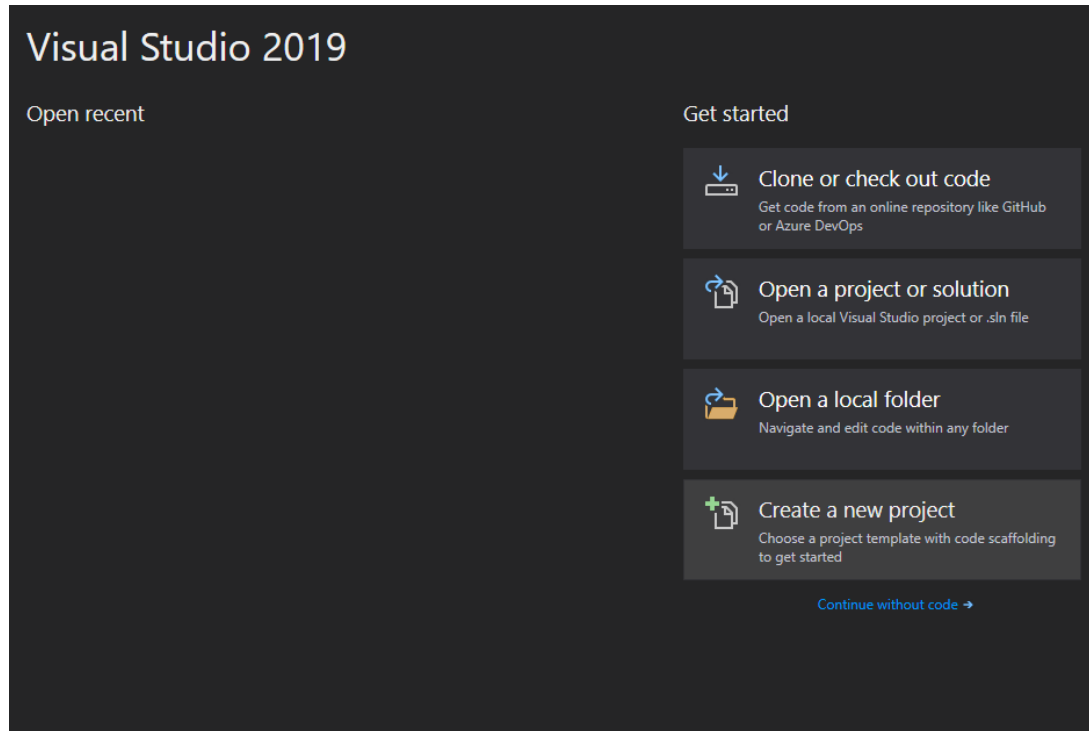 Visual Studio 2019
Open recent
Get started
Clone or check out code
Get code from an online repository like GitHub
or Azure DevOps
Open a project or solution
Open a local Visual Studio project or .sln file
Open a local folder
Navigate and edit code within any folder
Create a new project
Choose a project template with code scaffolding
to get started
Continue without code →